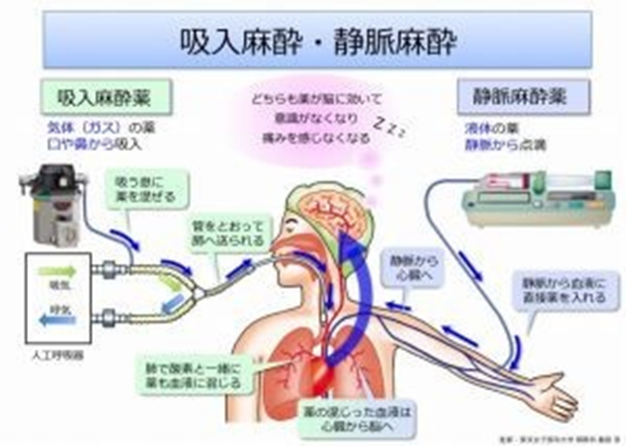 吸入麻酔・静脈麻酔
吸入麻酔薬
気体（ガス）の薬
口や鼻から吸入
どちらも薬が脳に効いて
意識がなくなり
痛みを感じなくなる
ZZZ
静脈麻酔薬
液体の薬
静脈から点滴
吸う息に
薬を混ぜる
管をとおって
肺へ送られる
静脈から
心臓へ
静脈から血液に
直接薬を入れる
吸気
呼気
人工呼吸器
肺で酸素と一緒に
薬も血液に混じる
薬の混じった血液は
心臓から脳へ